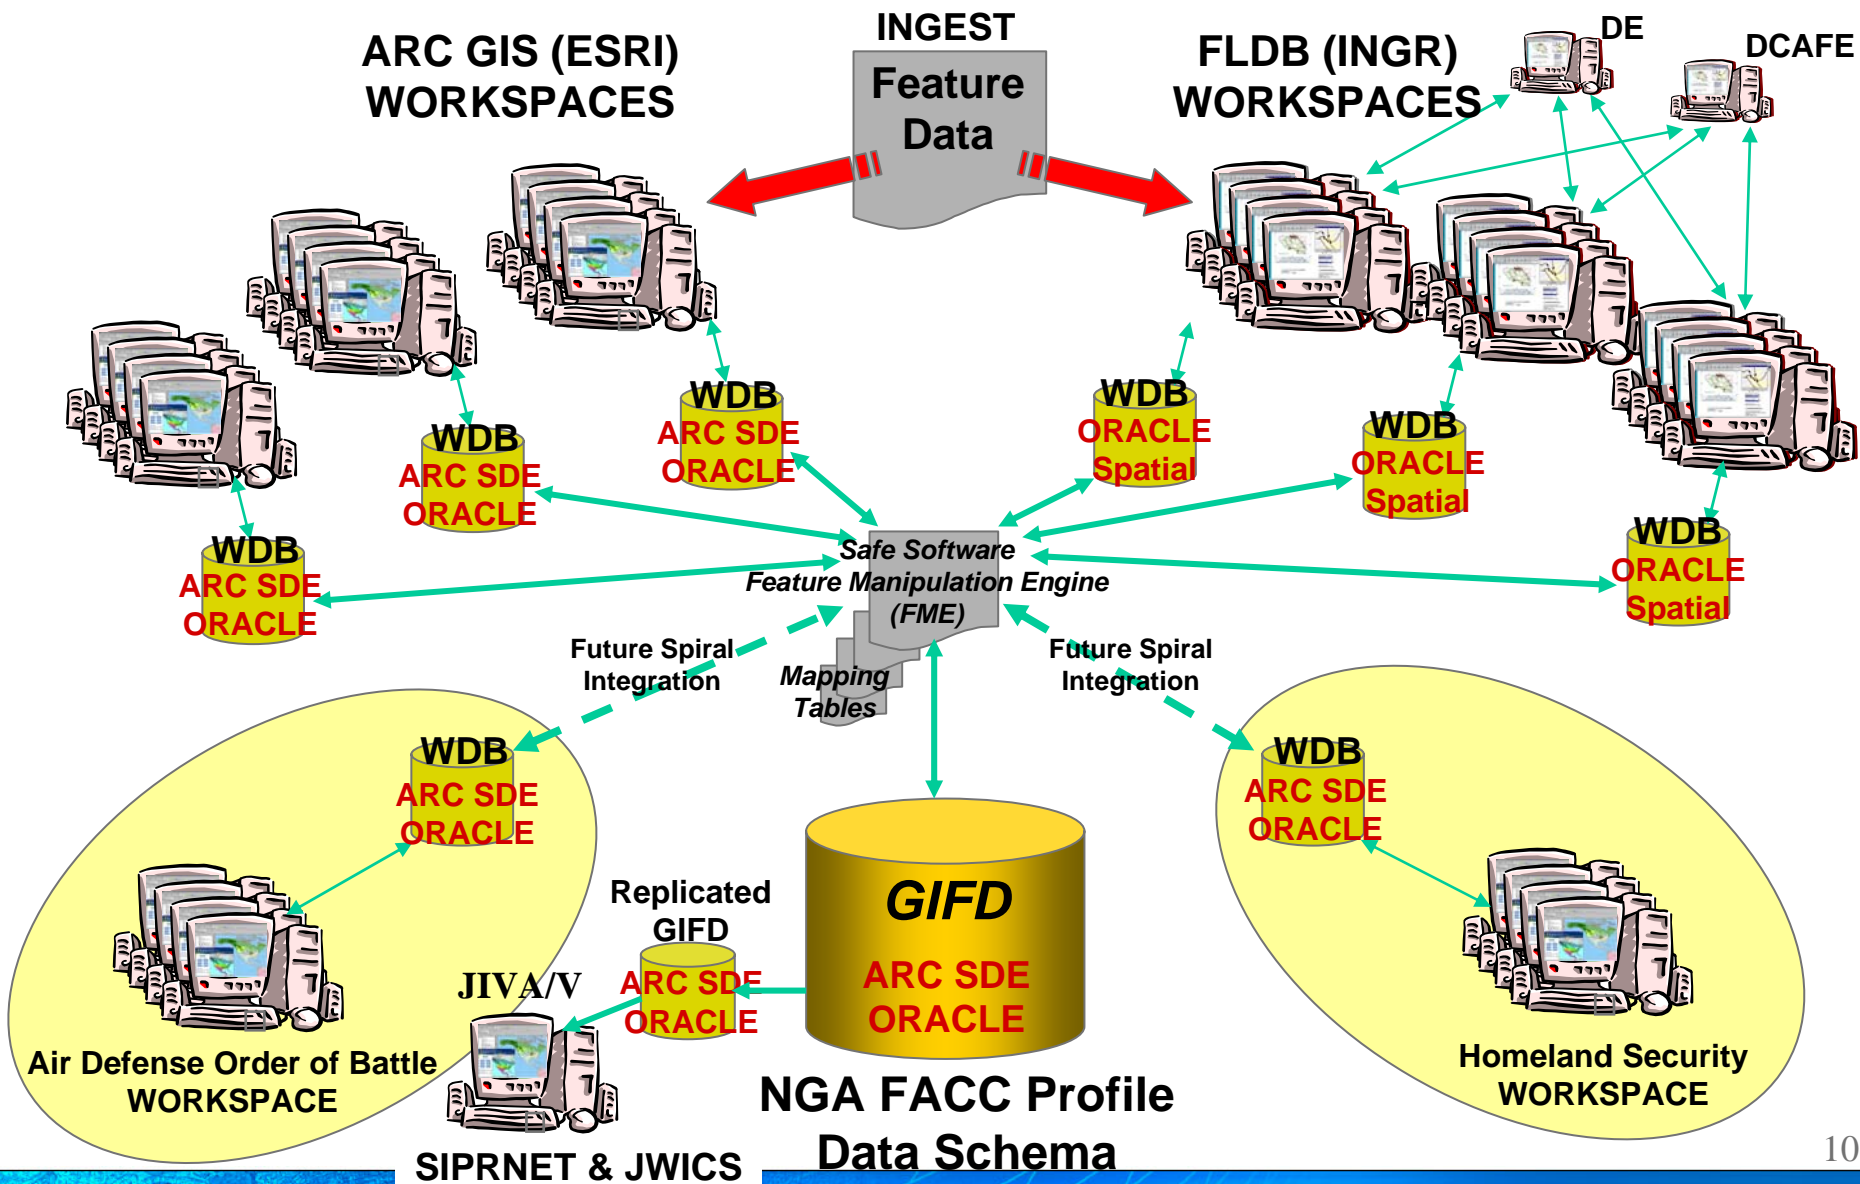 INGEST
Feature
Data
ARC GIS (ESRI)
WORKSPACES
FLDB (INGR)
WORKSPACES
DE
DCAFE
WDB
ARC SDE
ORACLE
WDB
ARC SDE
ORACLE
WDB
ARC SDE
ORACLE
WDB
ORACLE
Spatial
WDB
ORACLE
Spatial
WDB
ORACLE
Spatial
Safe Software
Feature Manipulation Engine
(FME)
Mapping
Tables
Future Spiral
Integration
Future Spiral
Integration
WDB
ARC SDE
ORACLE
Air Defense Order of Battle
WORKSPACE
WDB
ARC SDE
ORACLE
Homeland Security
WORKSPACE
GIFD
ARC SDE
ORACLE
Replicated
GIFD
ARC SDE
ORACLE
JIVA/V
SIPRNET & JWICS
NGA FACC Profile
Data Schema
10